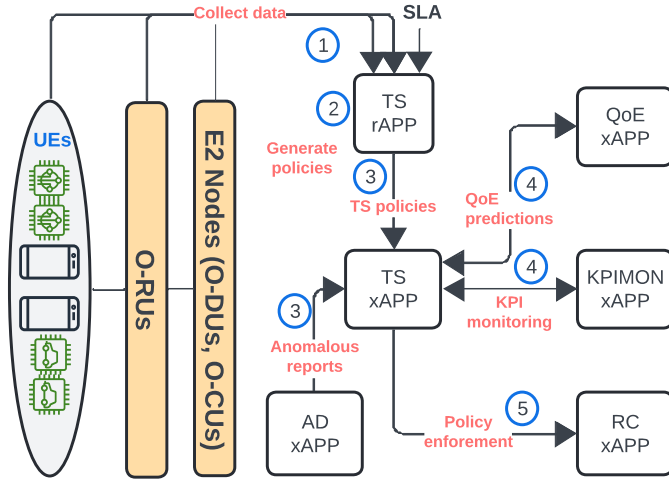 Collect data
SLA
1
UEs
O-RUs
E2 Nodes (O-DUs, O-CUs)
2
TS
rAPP
Generate
policies
3
TS policies
QoE
xAPP
4
QoE
predictions
TS
xAPP
4
KPI
monitoring
KPIMON
xAPP
3
Anomalous
reports
AD
xAPP
Policy
enforement
5
RC
xAPP